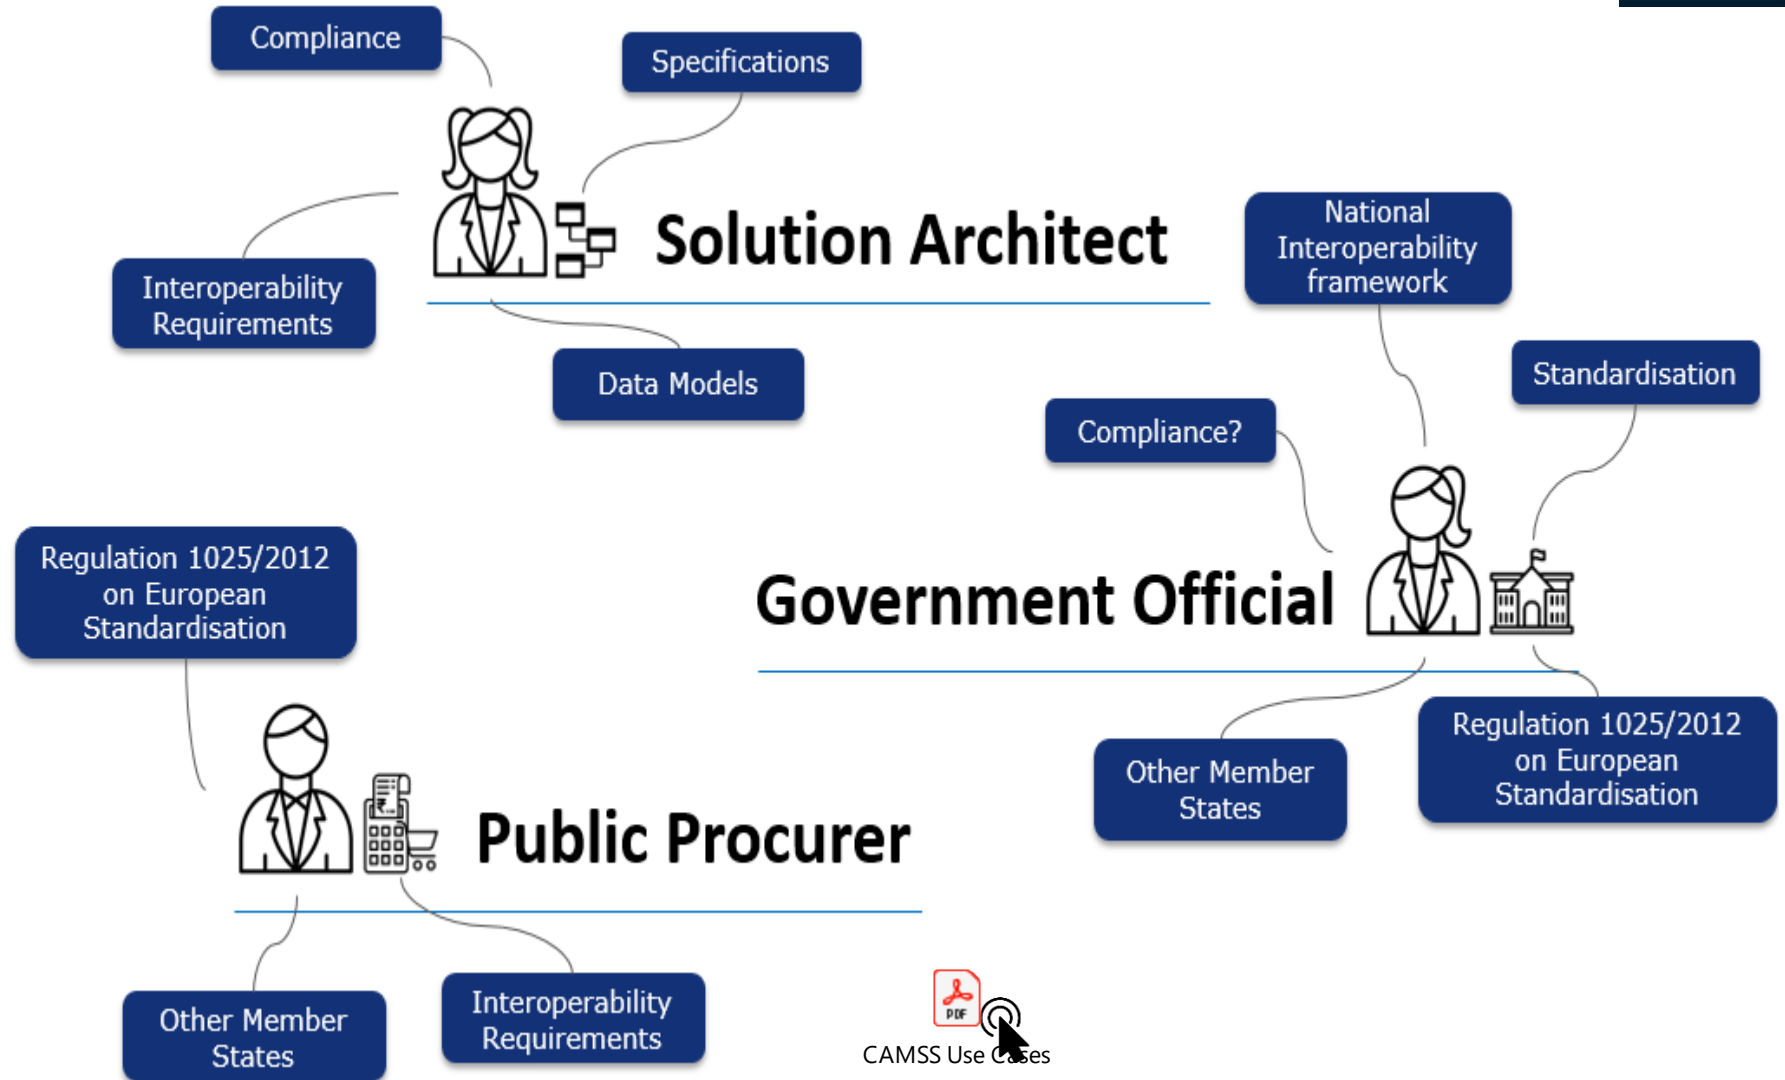 Compliance
Specifications
Solution Architect
Interoperability
Requirements
Data Models
National
Interoperability
framework
Standardisation
Compliance?
Government Official
Other Member
States
Regulation 1025/2012
on European
Standardisation
Regulation 1025/2012
on European
Standardisation
Public Procurer
Other Member
States
Interoperability
Requirements
PDF
CAMSS Use Cases